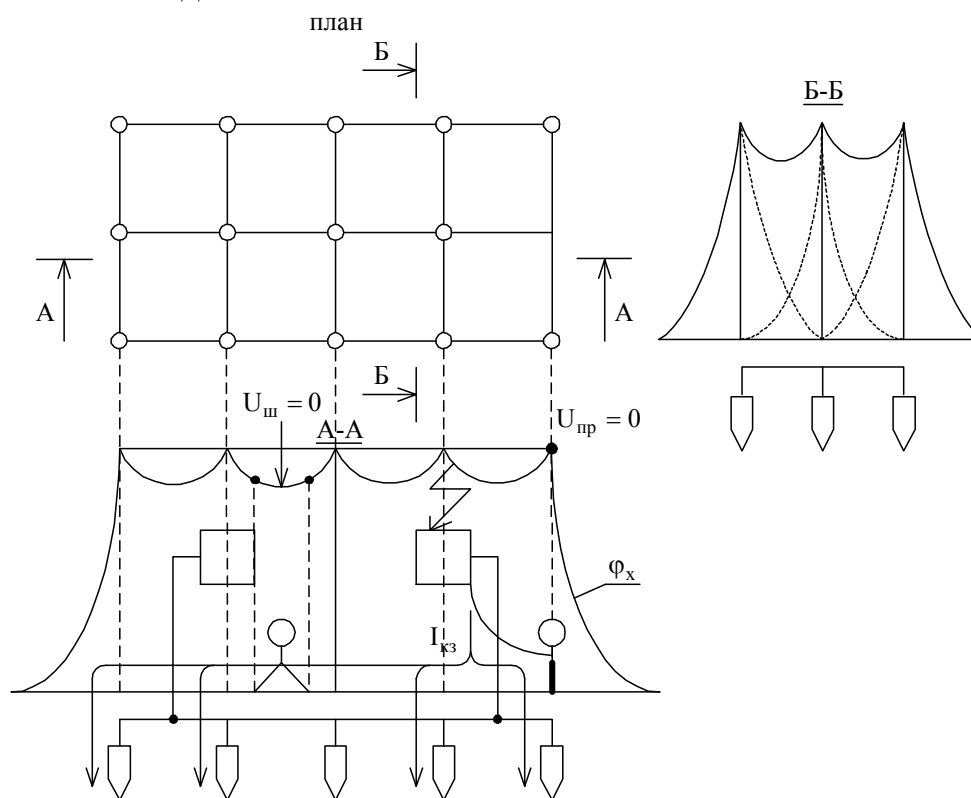 план
Б
Б-Б
А
А
Б
Uш = 0
А-А
Uпр = 0
φх
Iкз